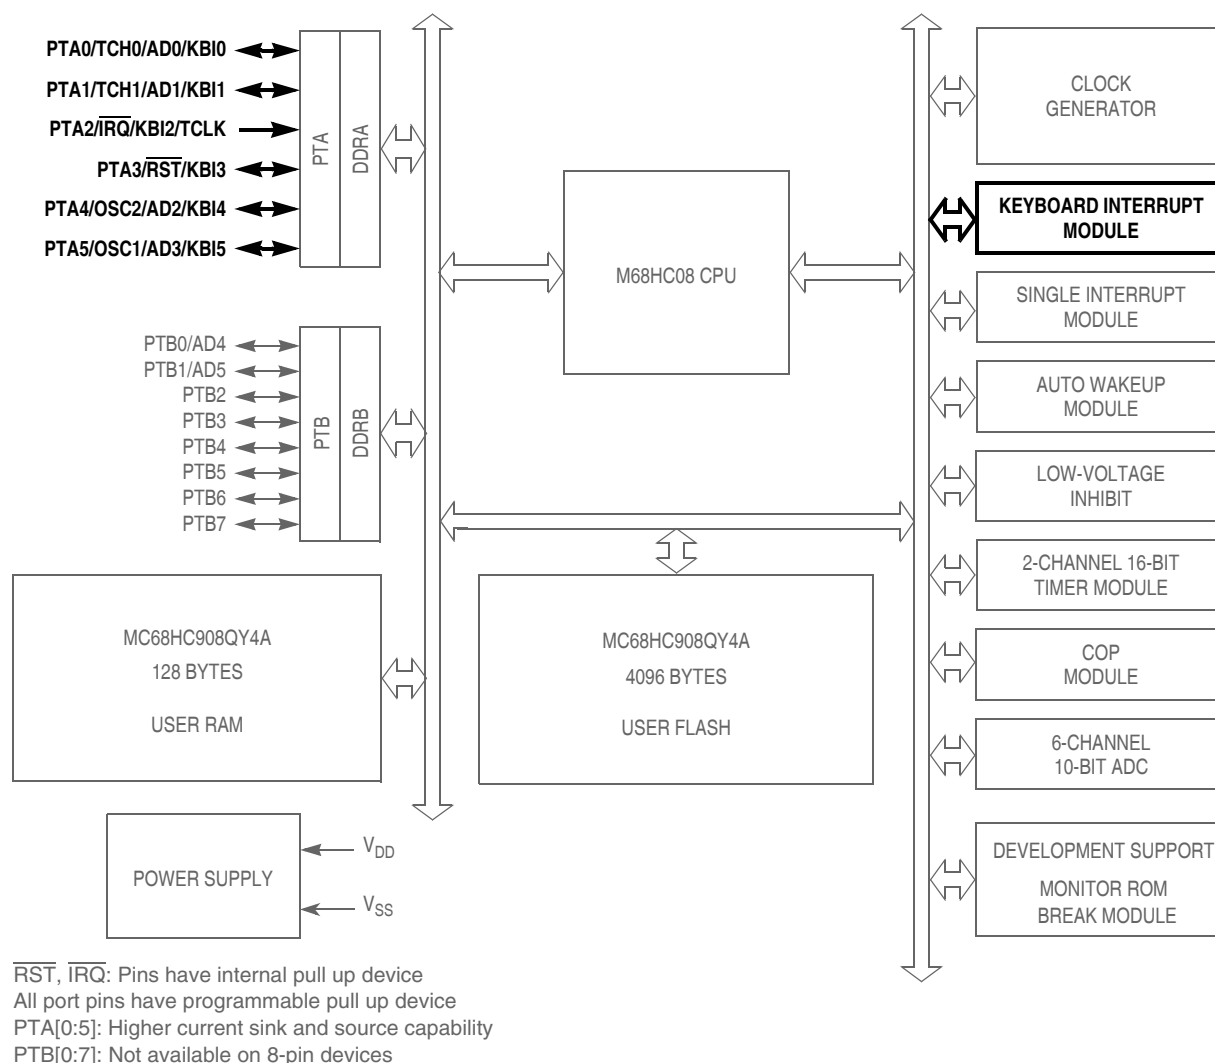 PTA0/TCH0/AD0/KBI0
PTA1/TCH1/AD1/KBI1
PTA2/IRQ/KBI2/TCLK
PTA3/RST/KBI3
PTA4/OSC2/AD2/KBI4
PTA5/OSC1/AD3/KBI5
PTA
DDRA
PTB0/AD4
PTB1/AD5
PTB2
PTB3
PTB4
PTB5
PTB6
PTB7
PTB
DDRB
M68HC08 CPU
MC68HC908QY4A
128 BYTES
USER RAM
MC68HC908QY4A
4096 BYTES
USER FLASH
POWER SUPPLY
VDD
VSS
CLOCK
GENERATOR
KEYBOARD INTERRUPT
MODULE
SINGLE INTERRUPT
MODULE
AUTO WAKEUP
MODULE
LOW-VOLTAGE
INHIBIT
2-CHANNEL 16-BIT
TIMER MODULE
COP
MODULE
6-CHANNEL
10-BIT ADC
DEVELOPMENT SUPPORT
MONITOR ROM
BREAK MODULE
RST, IRQ: Pins have internal pull up device
All port pins have programmable pull up device
PTA[0:5]: Higher current sink and source capability
PTB[0:7]: Not available on 8-pin devices